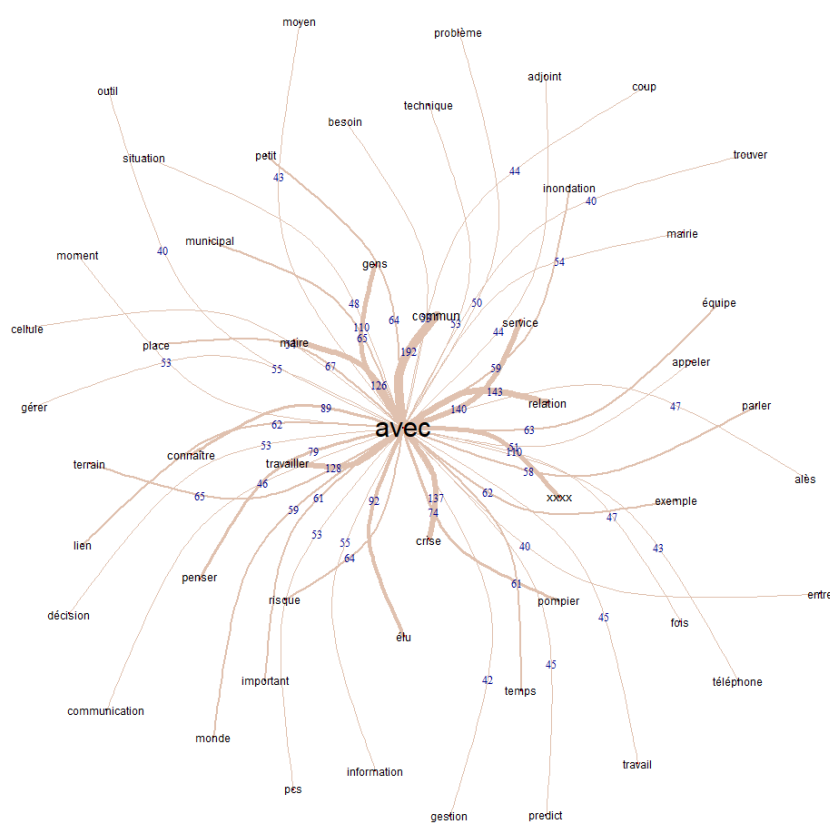 moyen
problème
adjoint
coup
outil
technique
besoin
trouver
situation
petit
44
43
inondation
40
mairie
municipal
40
moment
gens
54
48
50
équipe
cellule
110
64
commun
53
service
44
place
maire
65
192
53
55
67
59
appeler
126
143
gérer
89
140
relation
47
parler
62
avec
63
53
connaître
79
51
110
terrain
travailler
128
58
alès
46
65
61
92
137
62
xxxx
exemple
59
74
47
lien
53
crise
55
40
43
64
penser
61
risque
pompier
entre
décision
45
fois
élu
45
important
42
temps
téléphone
communication
monde
information
travail
pcs
gestion
predict